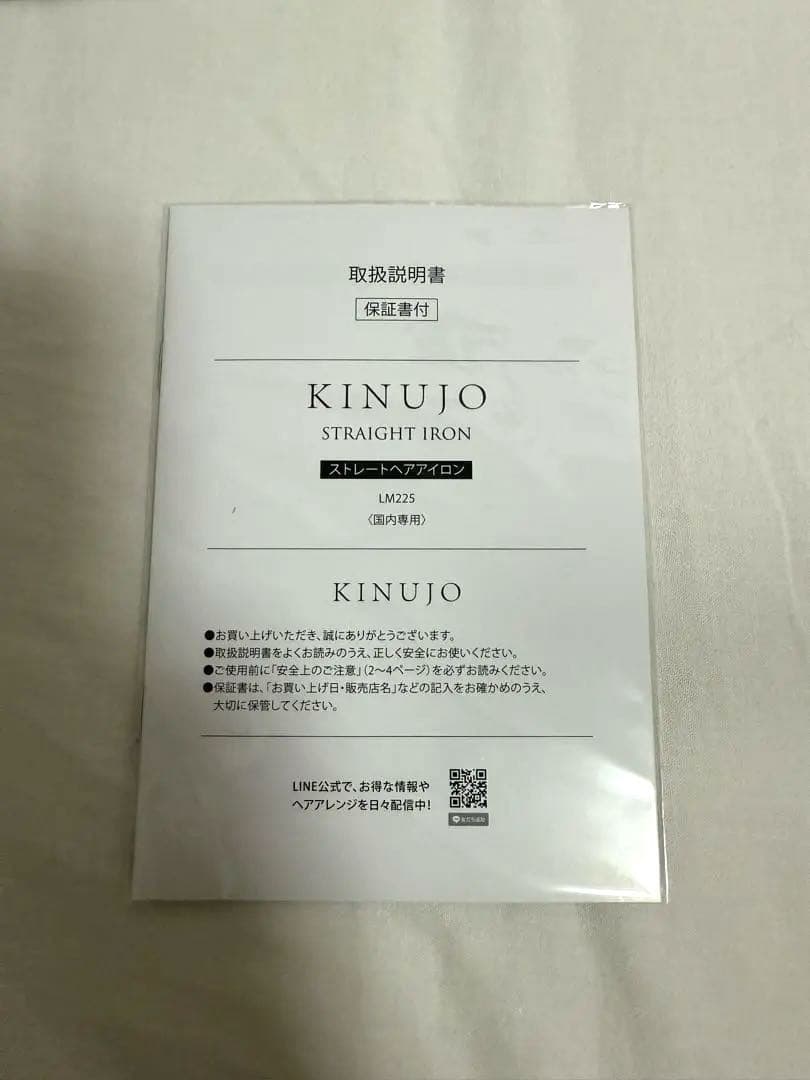 取扱説明書
保証書付
KINUJO
STRAIGHT IRON
ストレートヘアアイロン
LM225
〈国内専用〉
KINUJO
●お買い上げいただき、誠にありがとうございます。
●取扱説明書をよくお読みのうえ、正しく安全にお使いください。
●ご使用前に「安全上のご注意」(2〜4ページ)を必ずお読みください。
●保証書は、「お買い上げ日・販売店名」などの記入をお確かめのうえ、
大切に保管してください。
LINE公式で、お得な情報や
ヘアアレンジを日々配信中!
友だち追加